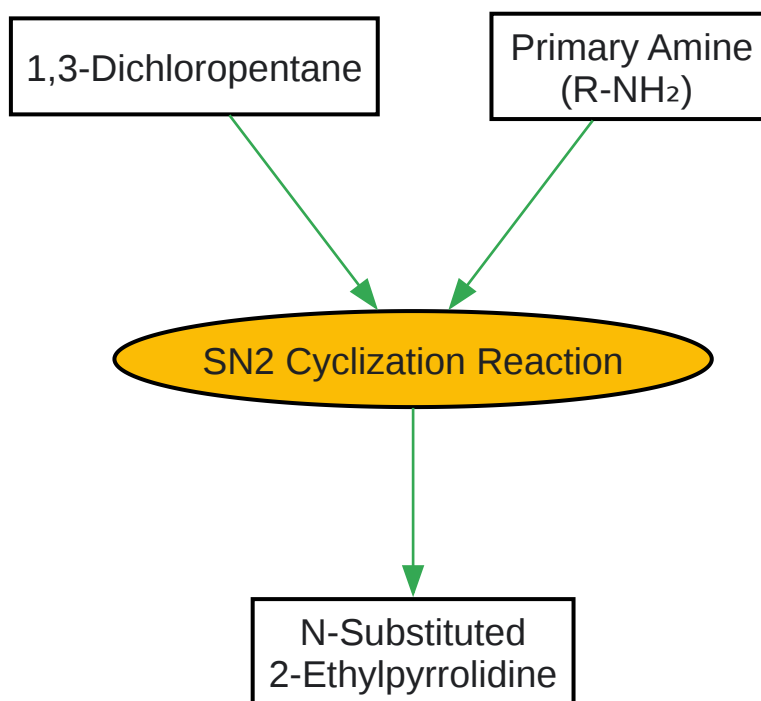 1,3-Dichloropentane
Primary Amine
(R-NH₂)
SN2 Cyclization Reaction
N-Substituted
2-Ethylpyrrolidine